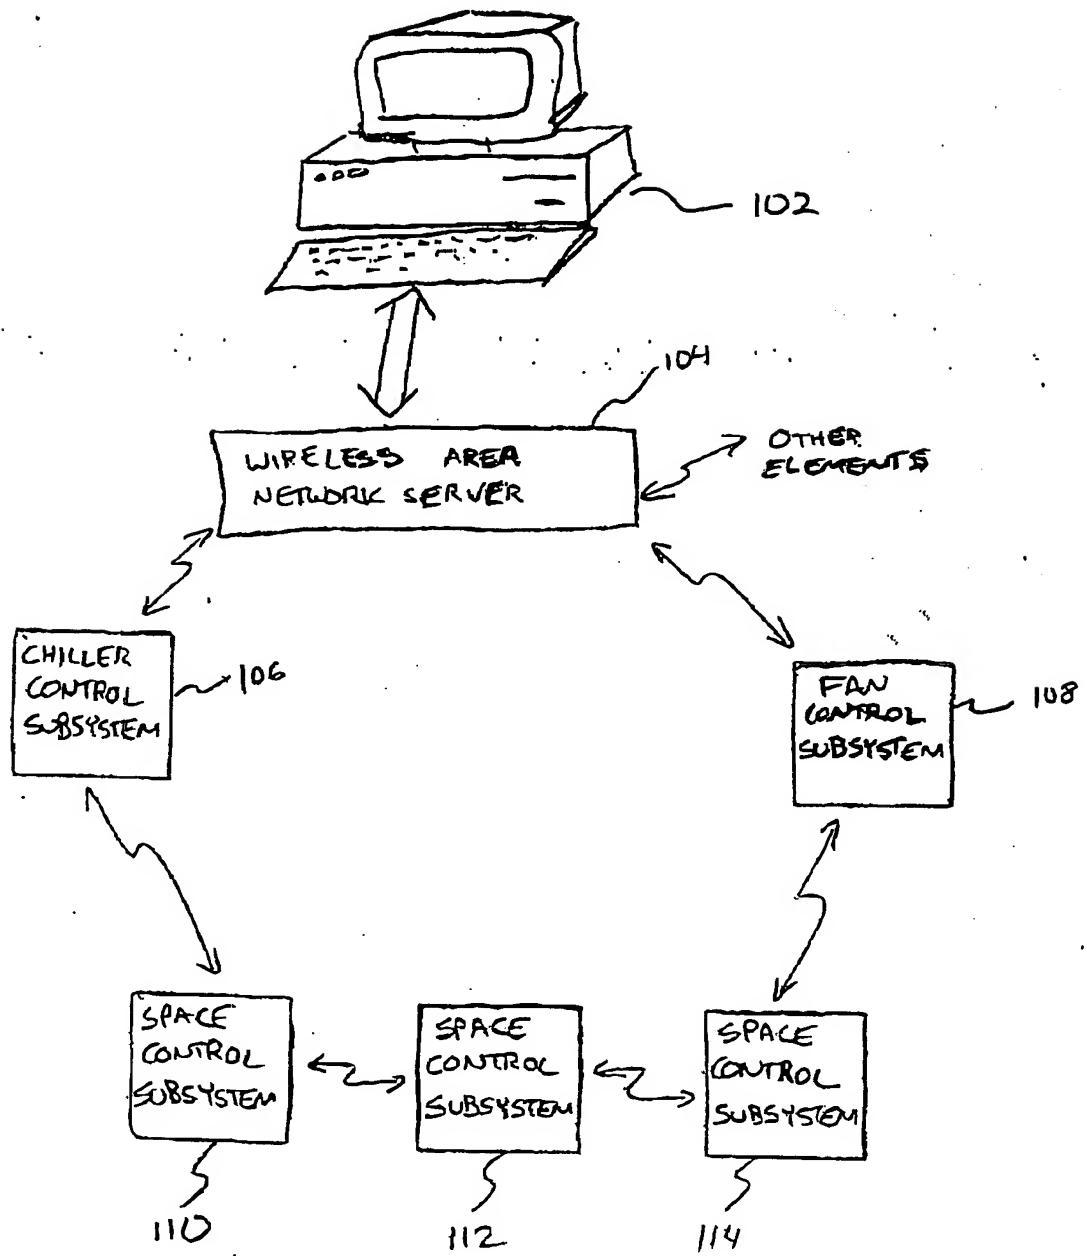 102
104
WIRELESS AREA
NETWORK SERVER
OTHER
ELEMENTS
CHILLER
CONTROL
SUBSYSTEM
106
FAN
CONTROL
SUBSYSTEM
108
SPACE
CONTROL
SUBSYSTEM
110
SPACE
CONTROL
SUBSYSTEM
112
SPACE
CONTROL
SUBSYSTEM
114